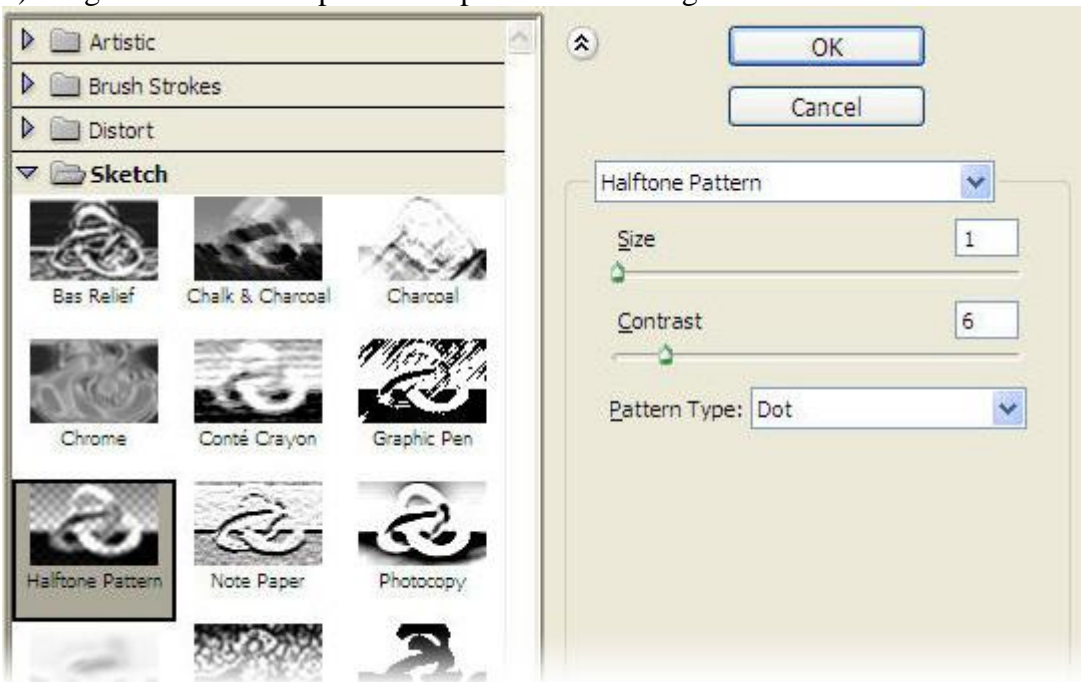 Artistic
Brush Strokes
Distort
Sketch
Bas Relief
Chalk & Charcoal
Charcoal
Chrome
Conté Crayon
Graphic Pen
Halftone Pattern
Note Paper
Photocopy
OK
Cancel
Halftone Pattern
Size
1
Contrast
6
Pattern Type: Dot